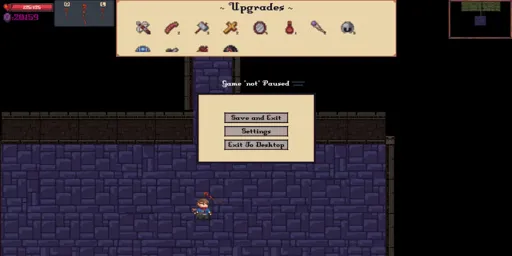 ~ Upgrades ~
Game 'not' Paused
Save and Exit
Settings
Exit To Desktop